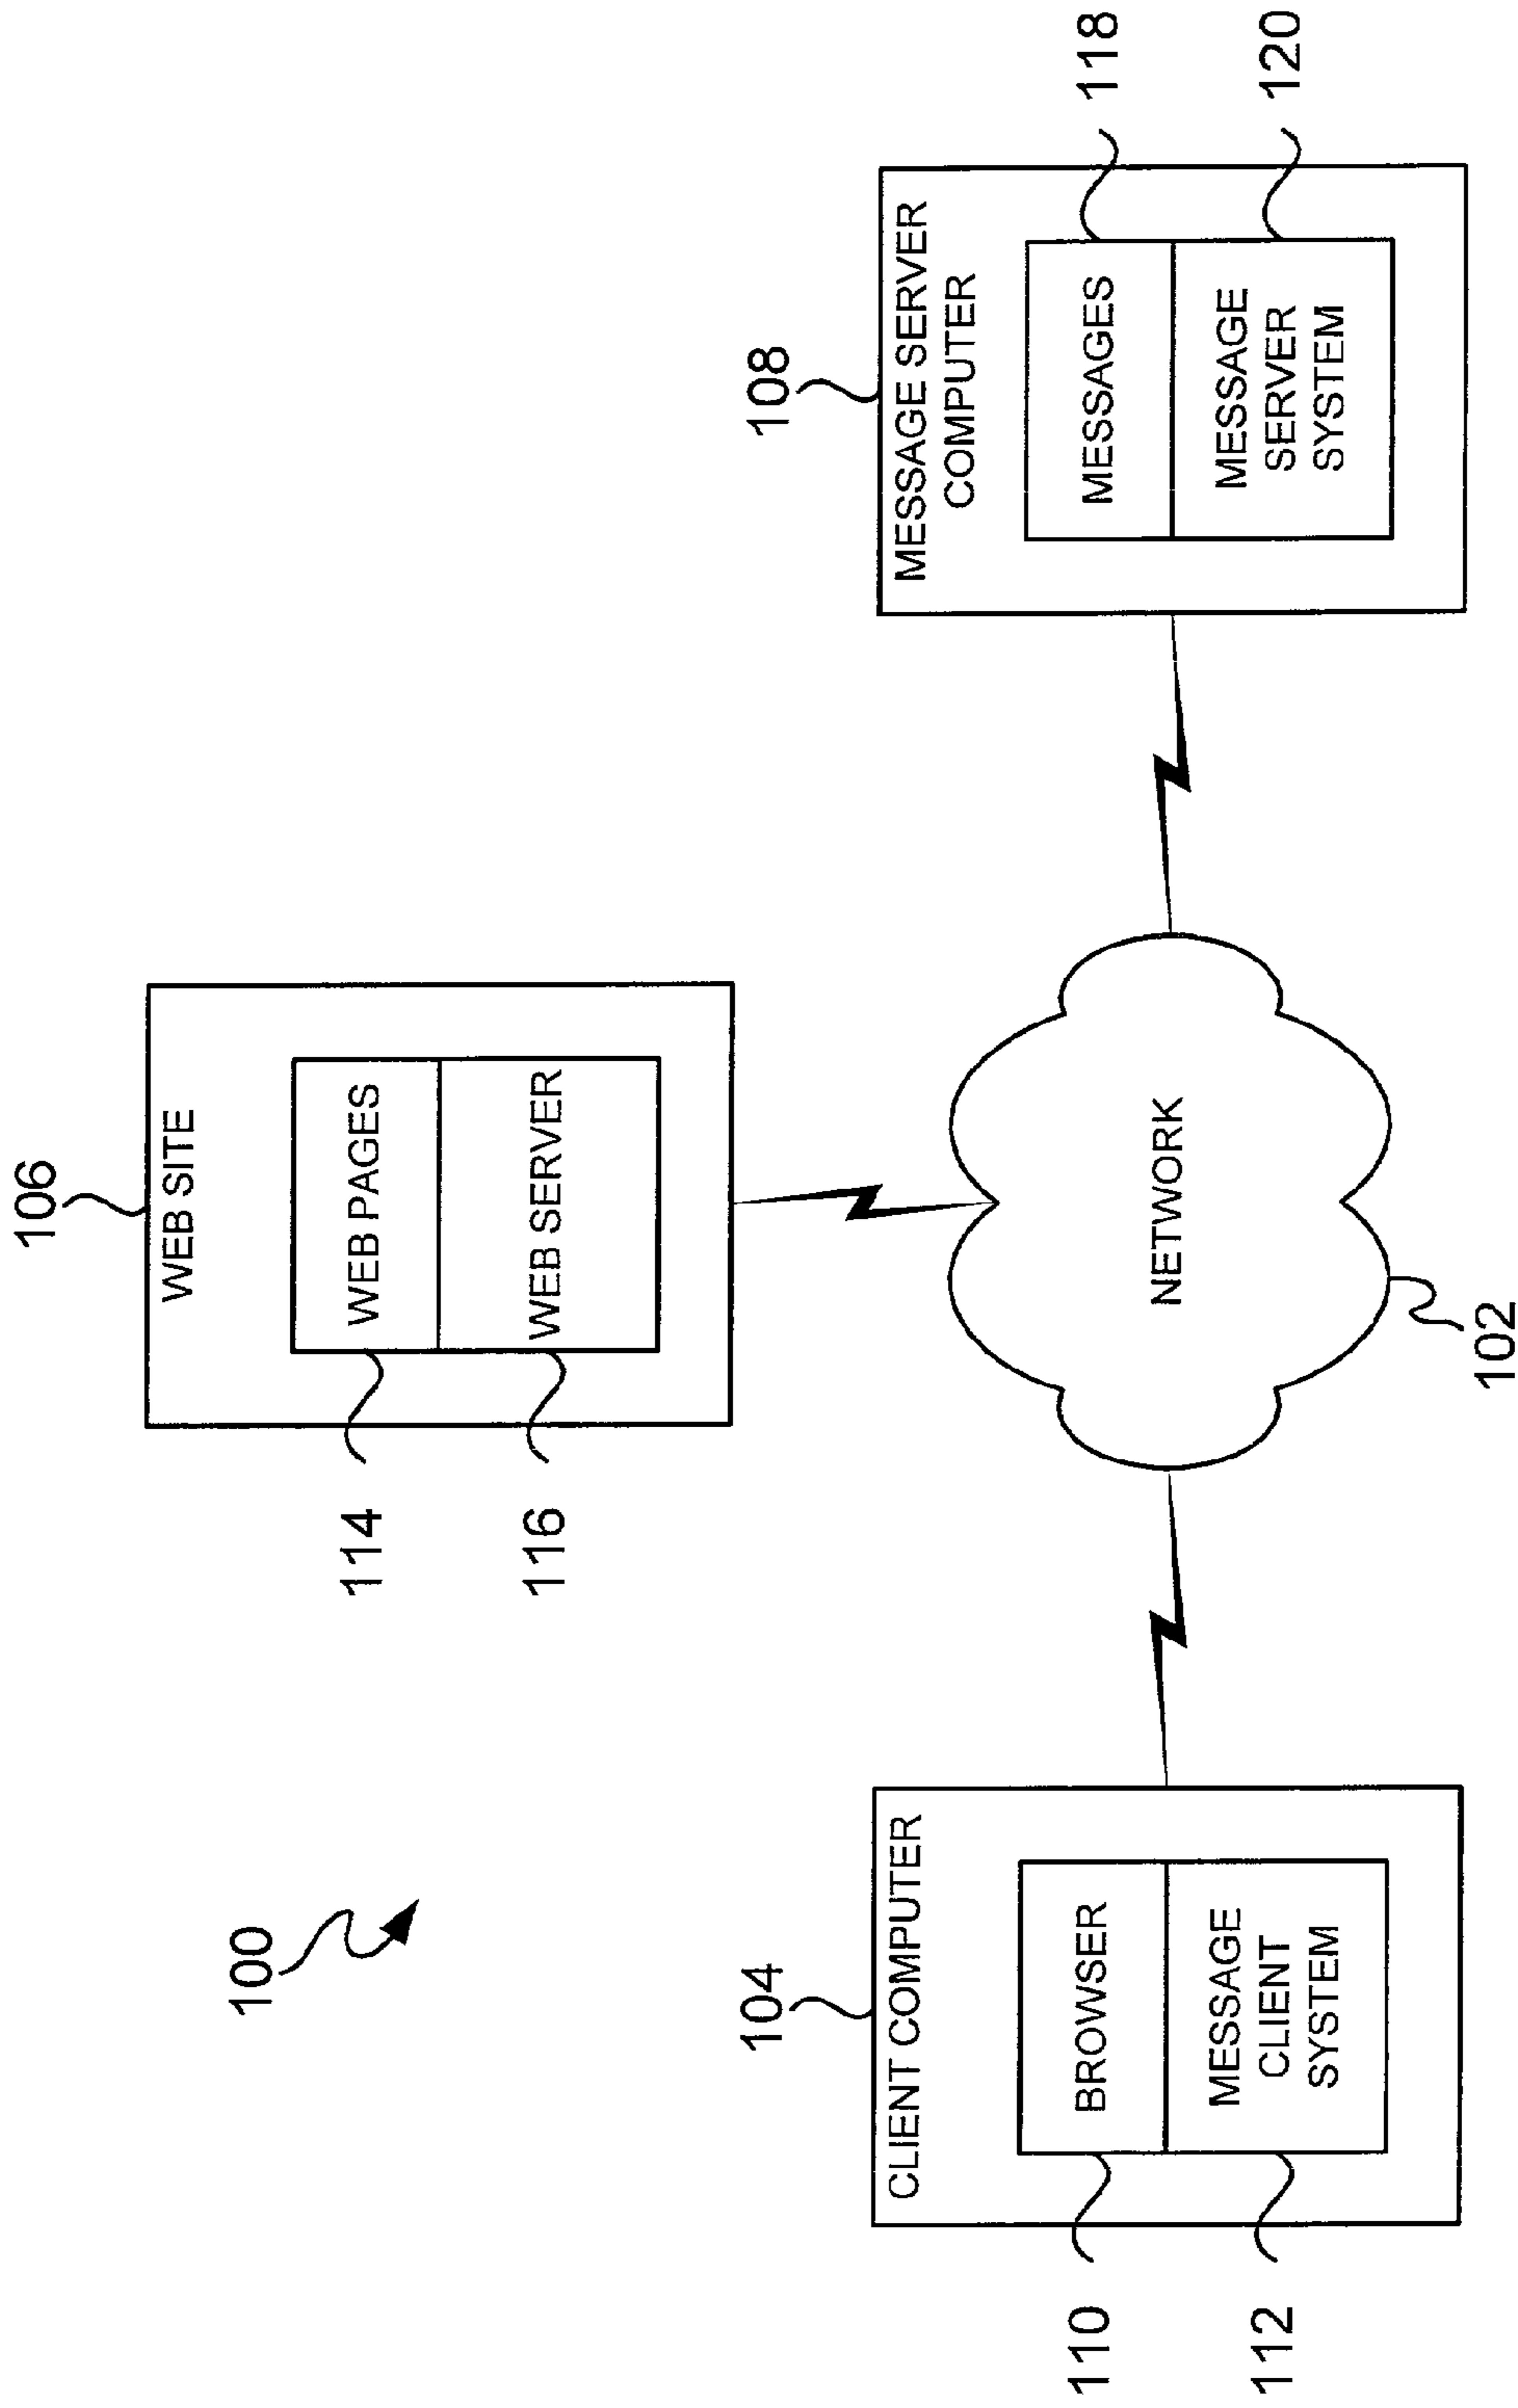 100
106
WEB SITE
WEB PAGES
WEB SERVER
114
116
104
CLIENT COMPUTER
BROWSER
MESSAGE
CLIENT
SYSTEM
110
112
NETWORK
102
108
MESSAGE SERVER
COMPUTER
MESSAGES
MESSAGE
SERVER
SYSTEM
118
120